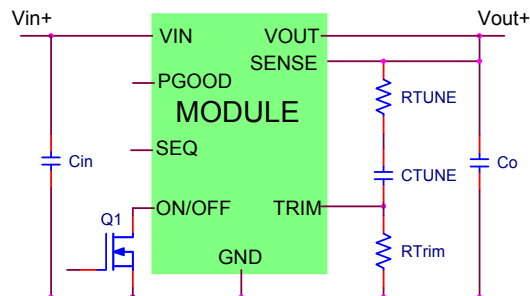 Vin+
Vout+
VIN
VOUT
SENSE
PGOOD
RTUNE
MODULE
Cin
SEQ
CTUNE
Co
Q1
ON/OFF
TRIM
RTrim
GND